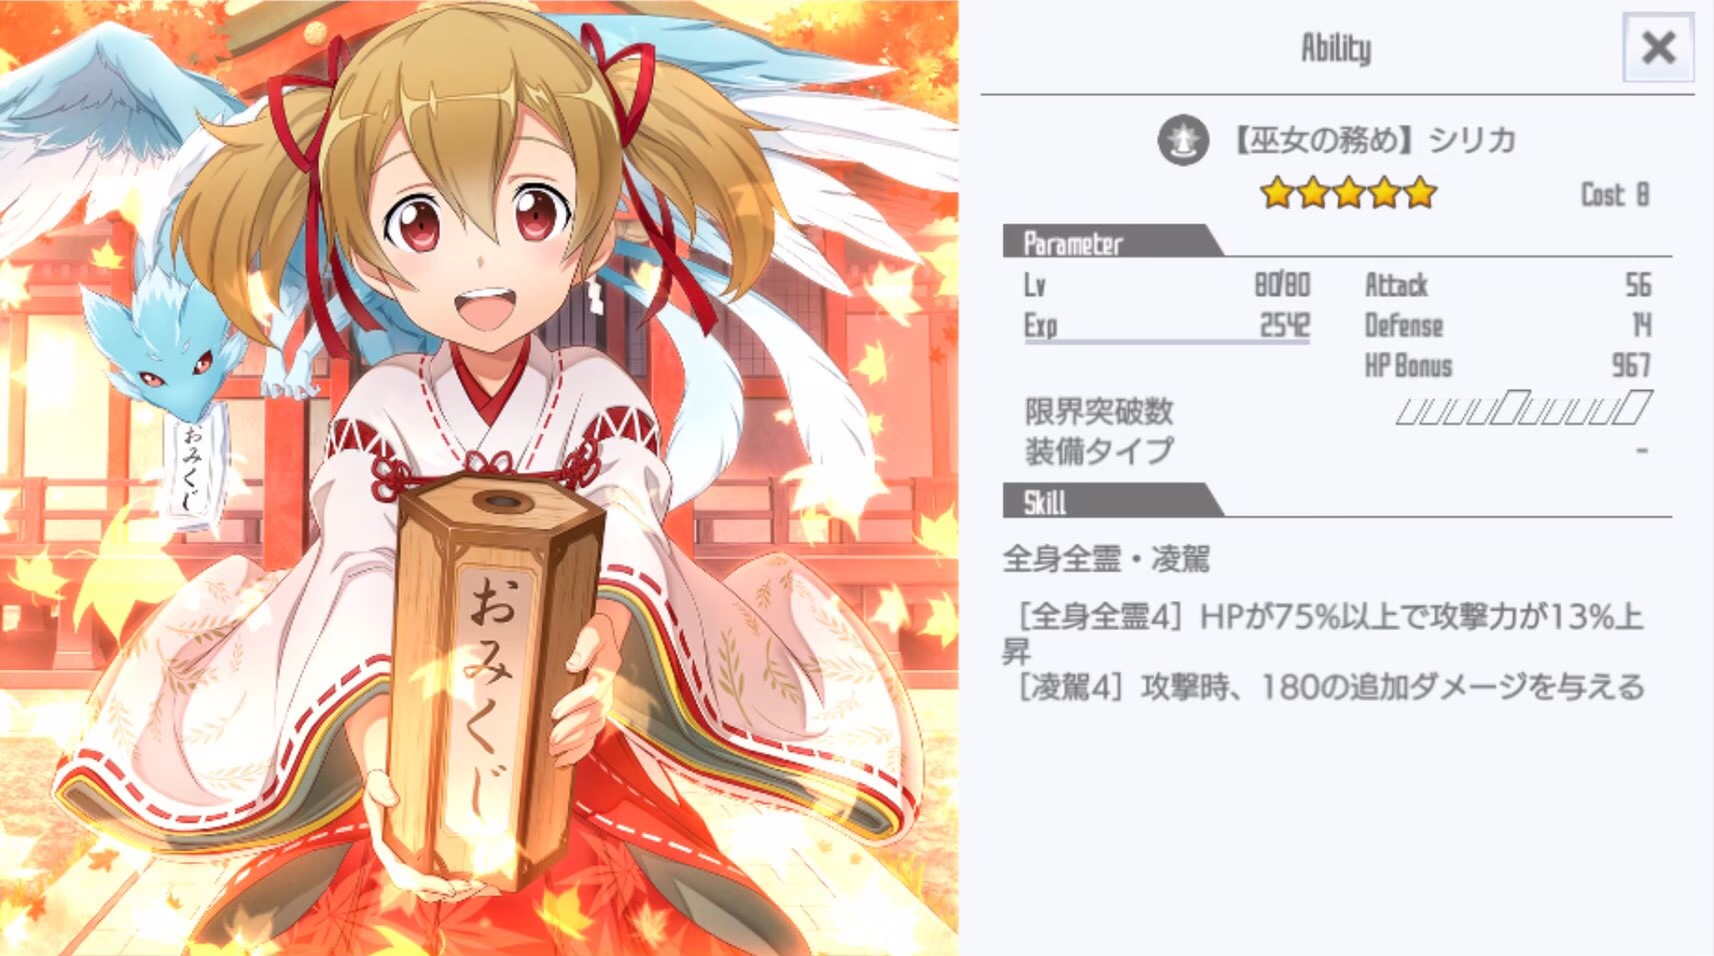 おみくじ
おみくじ
Ability
【巫女の務め】シリカ
Cost 8
Parameter
Lv 80/80 Attack 56
Exp 2542 Defense 14
HP Bonus 967
限界突破数
装備タイプ -
Skill
全身全霊・凌駕
［全身全霊4］HPが75%以上で攻撃力が13%上
昇
［凌駕4］攻撃時、180の追加ダメージを与える